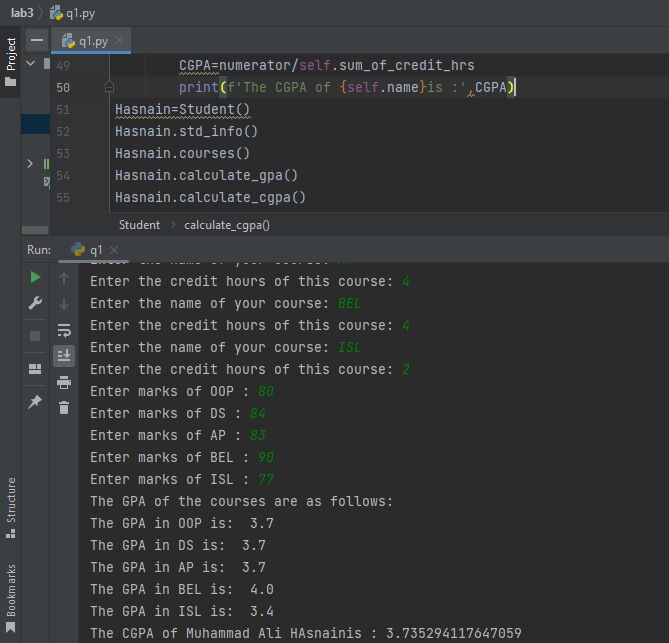 lab3 q1.py
Project
q1.py
49 CGPA=numerator/self.sum_of_credit_hrs
50 print(f'The CGPA of {self.name}is :',CGPA)
51 Hasnain=Student()
52 Hasnain.std_info()
53 Hasnain.courses()
54 Hasnain.calculate_gpa()
55 Hasnain.calculate_cgpa()
Student calculate_cgpa()
Run: q1
Enter the credit hours of this course: 4
Enter the name of your course: BEL
Enter the credit hours of this course: 4
Enter the name of your course: ISL
Enter the credit hours of this course: 2
Enter marks of OOP : 80
Enter marks of DS : 84
Enter marks of AP : 83
Enter marks of BEL : 90
Enter marks of ISL : 77
The GPA of the courses are as follows:
The GPA in OOP is:  3.7
The GPA in DS is:  3.7
The GPA in AP is:  3.7
The GPA in BEL is:  4.0
The GPA in ISL is:  3.4
The CGPA of Muhammad Ali HAsnainis : 3.735294117647059
Structure
Bookmarks